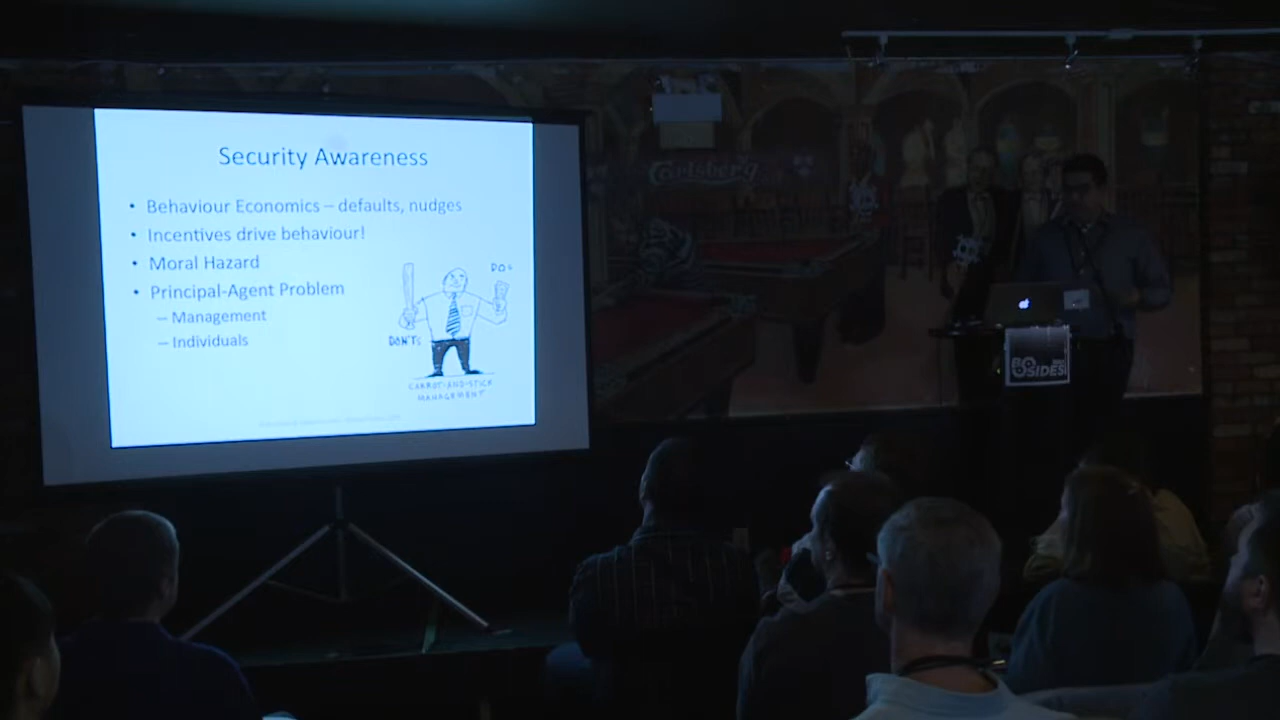 Security Awareness
• Behaviour Economics – defaults, nudges
• Incentives drive behaviour!
• Moral Hazard
• Principal-Agent Problem
– Management
– Individuals
DO's
DON'Ts
CARROT-AND-STICK
MANAGEMENT
Carlsberg
BSIDES